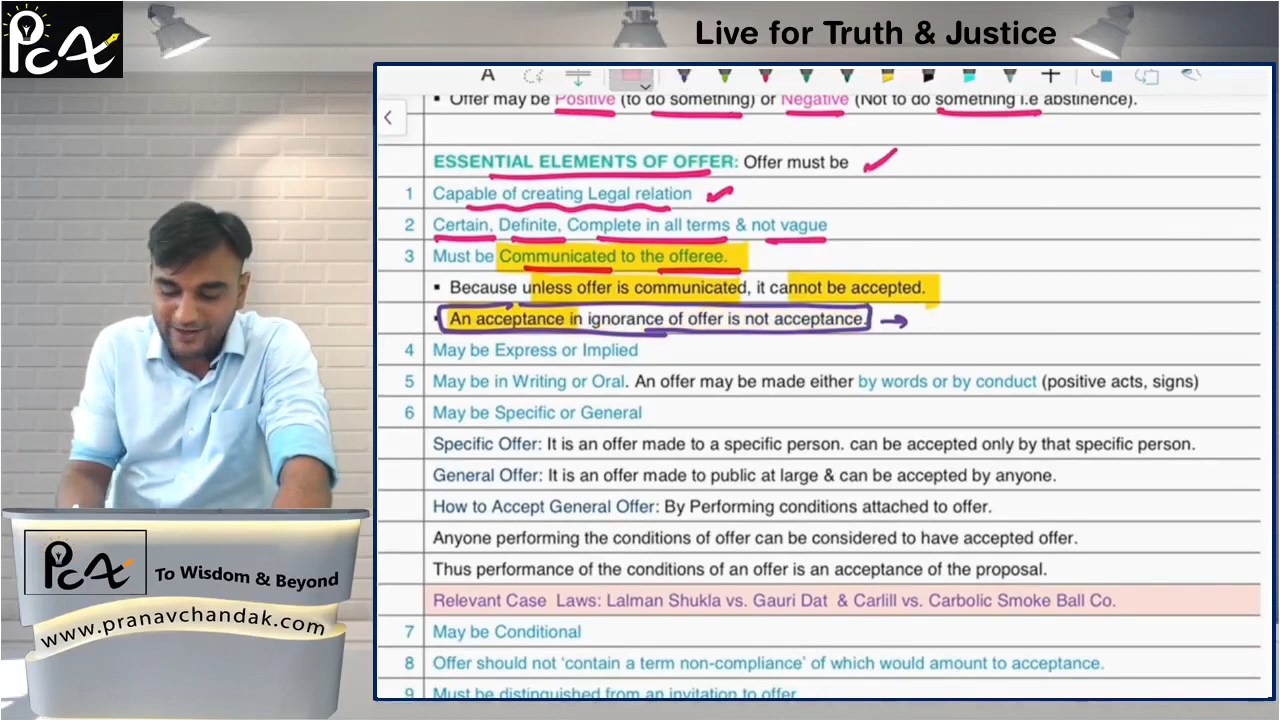 PCA
Live for Truth & Justice
A
▪ Offer may be Positive (to do something) or Negative (Not to do something i.e abstinence).
ESSENTIAL ELEMENTS OF OFFER: Offer must be
1 Capable of creating Legal relation
2 Certain, Definite, Complete in all terms & not vague
3 Must be Communicated to the offeree.
▪ Because unless offer is communicated, it cannot be accepted.
▪ An acceptance in ignorance of offer is not acceptance.
4 May be Express or Implied
5 May be in Writing or Oral. An offer may be made either by words or by conduct (positive acts, signs)
6 May be Specific or General
Specific Offer: It is an offer made to a specific person. can be accepted only by that specific person.
General Offer: It is an offer made to public at large & can be accepted by anyone.
How to Accept General Offer: By Performing conditions attached to offer.
Anyone performing the conditions of offer can be considered to have accepted offer.
Thus performance of the conditions of an offer is an acceptance of the proposal.
Relevant Case Laws: Lalman Shukla vs. Gauri Dat & Carlill vs. Carbolic Smoke Ball Co.
7 May be Conditional
8 Offer should not 'contain a term non-compliance' of which would amount to acceptance.
9 Must be distinguished from an invitation to offer
PCA To Wisdom & Beyond
www.pranavchandak.com